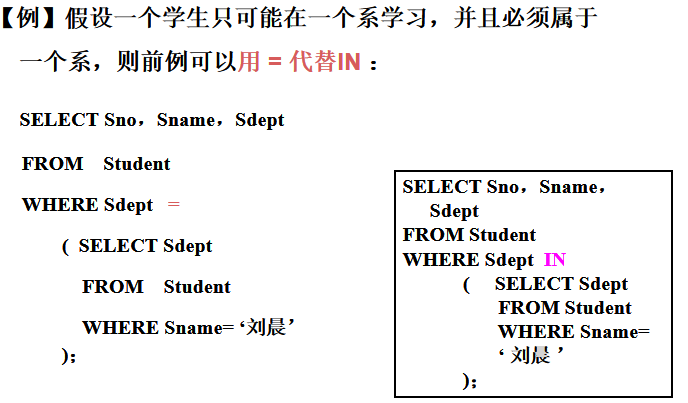 【例】假设一个学生只可能在一个系学习，并且必须属于
一个系，则前例可以用 = 代替IN ：
SELECT Sno，Sname，Sdept
FROM Student
WHERE Sdept =
( SELECT Sdept
FROM Student
WHERE Sname= ‘刘晨’
)；
SELECT Sno，Sname，
Sdept
FROM Student
WHERE Sdept IN
( SELECT Sdept
FROM Student
WHERE Sname=
‘ 刘晨 ’
)；